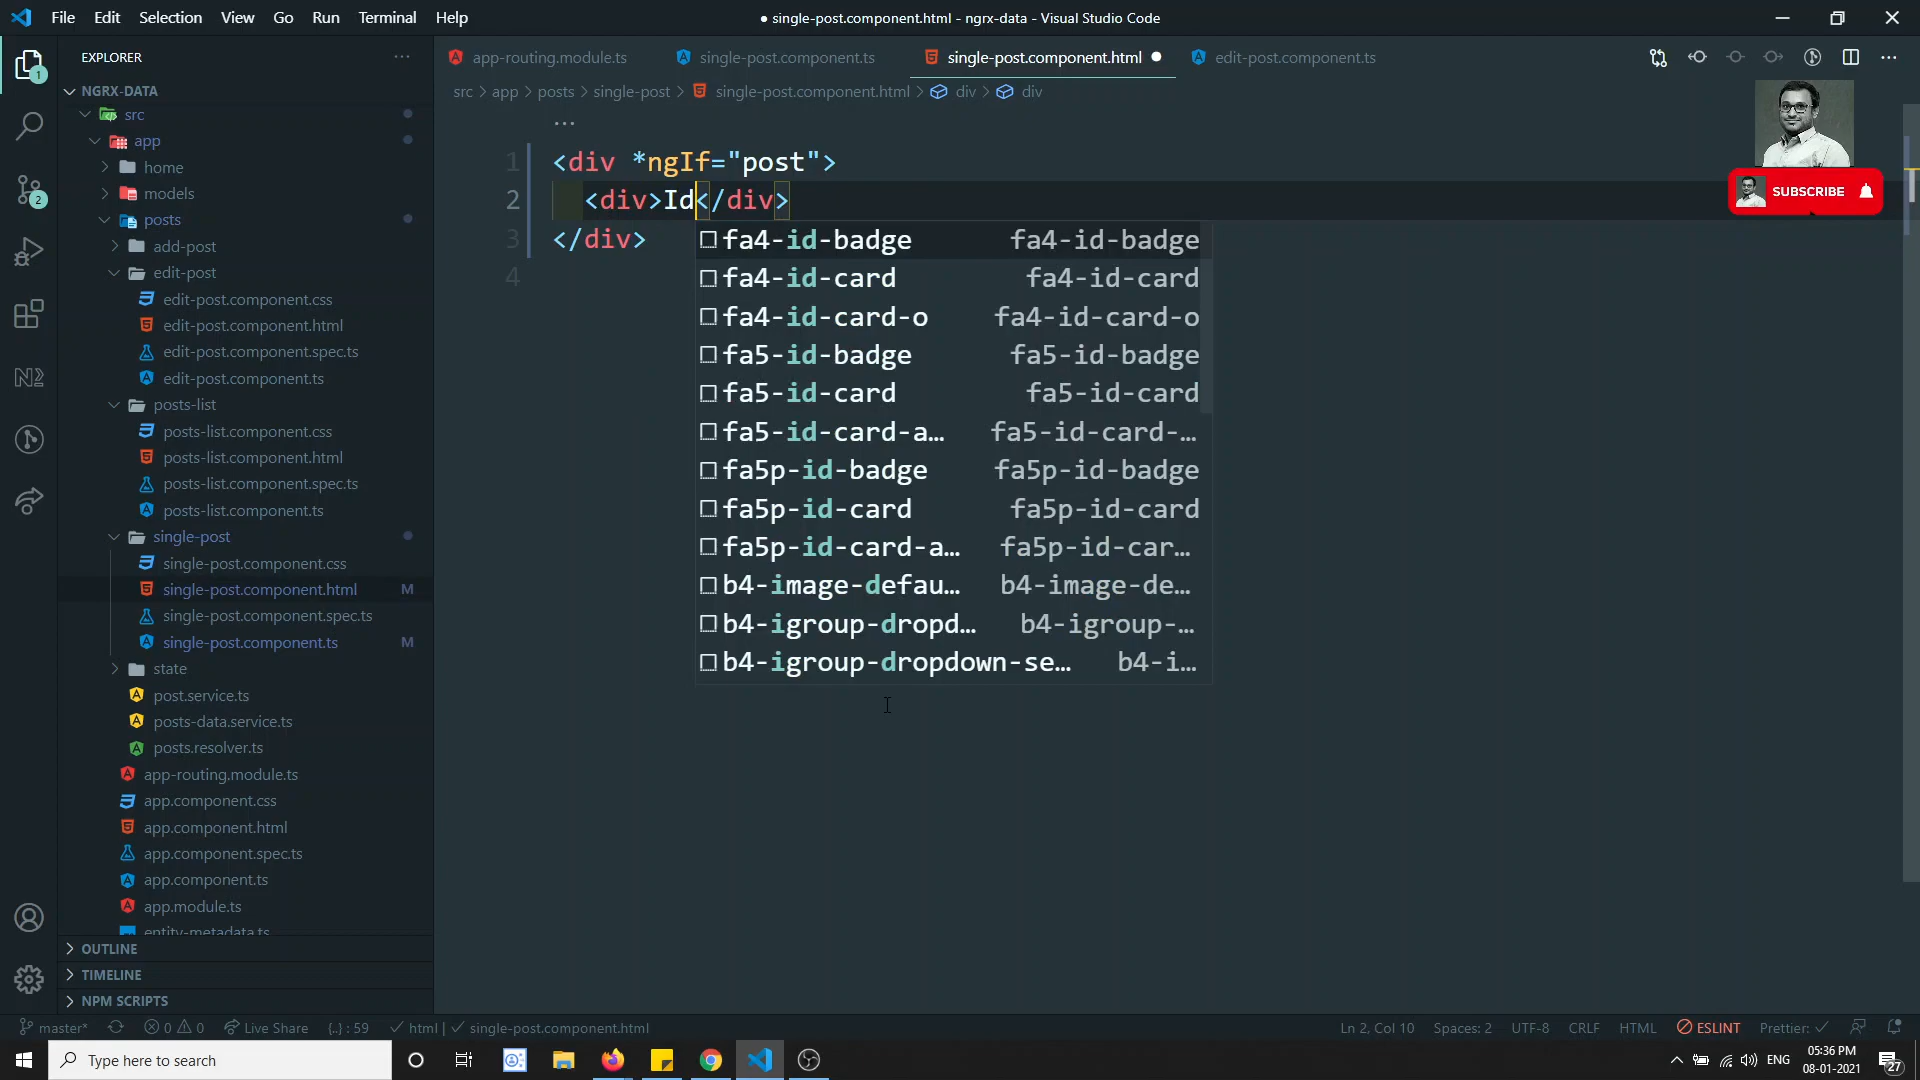 File Edit Selection View Go Run Terminal Help
● single-post.component.html - ngrx-data - Visual Studio Code
EXPLORER
app-routing.module.ts single-post.component.ts single-post.component.html edit-post.component.ts
NGRX-DATA
src > app > posts > single-post > single-post.component.html > div > div
src
app
home
models
posts
add-post
edit-post
edit-post.component.css
edit-post.component.html
edit-post.component.spec.ts
edit-post.component.ts
posts-list
posts-list.component.css
posts-list.component.html
posts-list.component.spec.ts
posts-list.component.ts
single-post
single-post.component.css
single-post.component.html M
single-post.component.spec.ts
single-post.component.ts M
state
post.service.ts
posts-data.service.ts
posts.resolver.ts
app-routing.module.ts
app.component.css
app.component.html
app.component.spec.ts
app.component.ts
app.module.ts
entity-metadata.ts
OUTLINE
TIMELINE
NPM SCRIPTS
1 <div *ngIf="post">
2 <div>Id</div>
3 </div>
4
fa4-id-badge fa4-id-badge
fa4-id-card fa4-id-card
fa4-id-card-o fa4-id-card-o
fa5-id-badge fa5-id-badge
fa5-id-card fa5-id-card
fa5-id-card-a… fa5-id-card-…
fa5p-id-badge fa5p-id-badge
fa5p-id-card fa5p-id-card
fa5p-id-card-a… fa5p-id-car…
b4-image-defau… b4-image-de…
b4-igroup-dropd… b4-igroup-…
b4-igroup-dropdown-se… b4-i…
SUBSCRIBE
1
2
N2
master* 0 0 Live Share {..} : 59 html | single-post.component.html
Ln 2, Col 10 Spaces: 2 UTF-8 CRLF HTML ESLINT Prettier:
Type here to search
ENG
05:36 PM
08-01-2021
27